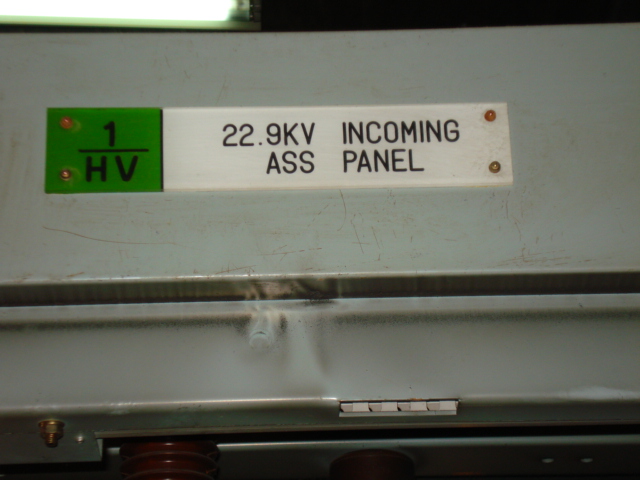 1
HV
22.9KV INCOMING
ASS PANEL